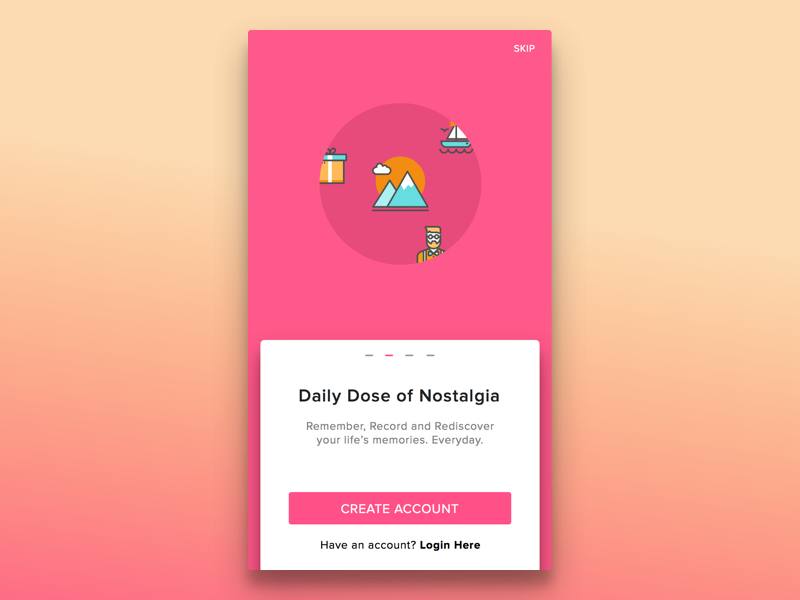 SKIP
Daily Dose of Nostalgia
Remember, Record and Rediscover
your life’s memories. Everyday.
CREATE ACCOUNT
Have an account? Login Here